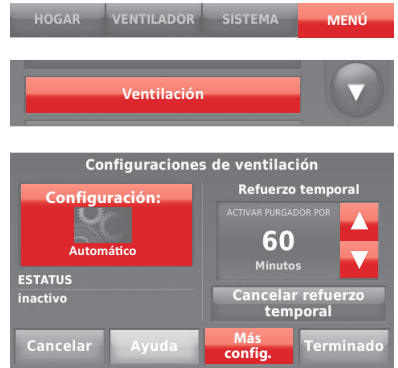 HOGAR VENTILADOR SISTEMA MENÚ
Ventilación
Configuraciones de ventilación
Configuración:
Automático
ESTATUS
inactivo
Refuerzo temporal
ACTIVAR PURGADOR POR
60
Minutos
Cancelar refuerzo
temporal
Cancelar Ayuda Más
config. Terminado